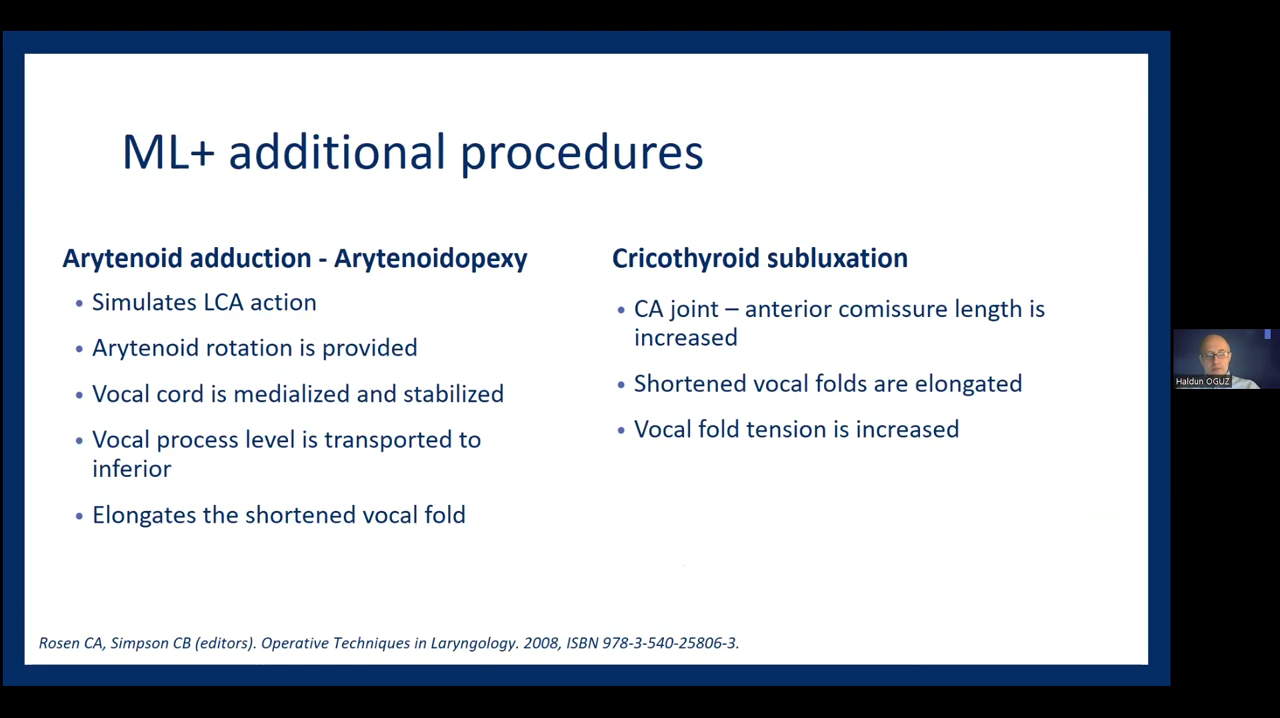 ML+ additional procedures
Arytenoid adduction - Arytenoidopexy
• Simulates LCA action
• Arytenoid rotation is provided
• Vocal cord is medialized and stabilized
• Vocal process level is transported to
inferior
• Elongates the shortened vocal fold
Cricothyroid subluxation
• CA joint – anterior comissure length is
increased
• Shortened vocal folds are elongated
• Vocal fold tension is increased
Rosen CA, Simpson CB (editors). Operative Techniques in Laryngology. 2008, ISBN 978-3-540-25806-3.
Haldun OGUZ